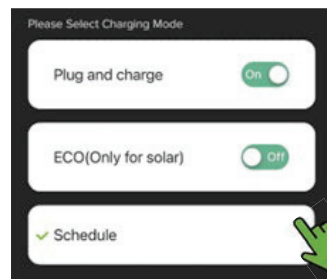 Please Select Charging Mode
Plug and charge On
ECO(Only for solar) Off
Schedule